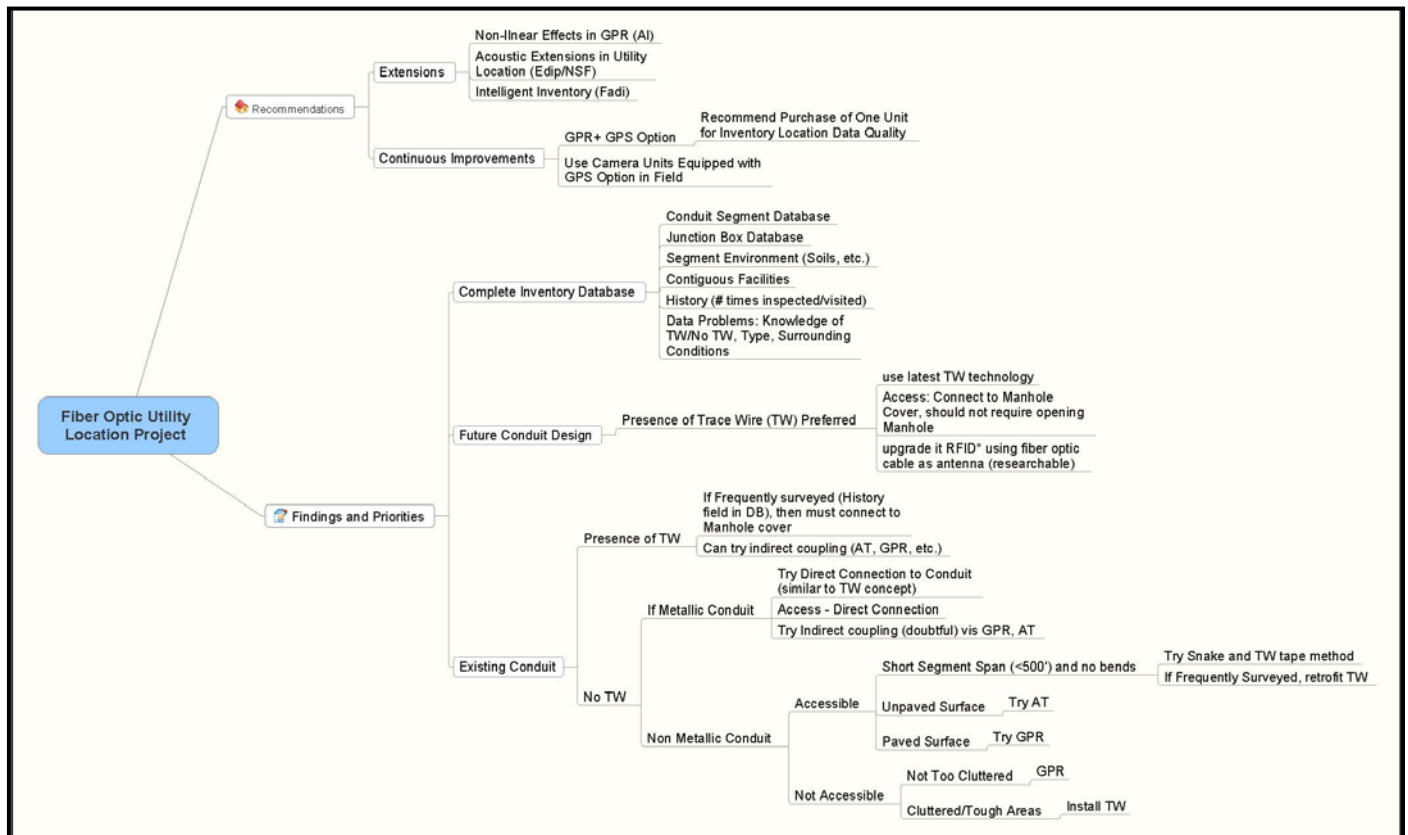 Non-lInear Effects in GPR (AI)
Acoustic Extensions in Utility
Location (Edip/NSF)
Extensions
Intelligent Inventory (Fadi)
Recommendations
Recommend Purchase of One Unit
for Inventory Location Data Quality
GPR+ GPS Option
Continuous Improvements
Use Camera Units Equipped with
GPS Option in Field
Conduit Segment Database
Junction Box Database
Segment Environment (Soils, etc.)
Complete Inventory Database
Contiguous Facilities
History (# times inspected/visited)
Data Problems: Knowledge of
TW/No TW, Type, Surrounding
Conditions
Fiber Optic Utility
Location Project
use latest TW technology
Access: Connect to Manhole
Cover, should not require opening
Manhole
Presence of Trace Wire (TW) Preferred
Future Conduit Design
upgrade it RFID* using fiber optic
cable as antenna (researchable)
Findings and Priorities
If Frequently surveyed (History
field in DB), then must connect to
Manhole cover
Presence of TW
Can try indirect coupling (AT, GPR, etc.)
Try Direct Connection to Conduit
(similar to TW concept)
If Metallic Conduit
Access - Direct Connection
Try Indirect coupling (doubtful) vis GPR, AT
Existing Conduit
No TW
Short Segment Span (<500') and no bends
Try Snake and TW tape method
If Frequently Surveyed, retrofit TW
Accessible
Unpaved Surface
Try AT
Paved Surface
Try GPR
Non Metallic Conduit
Not Accessible
Not Too Cluttered
GPR
Cluttered/Tough Areas
Install TW